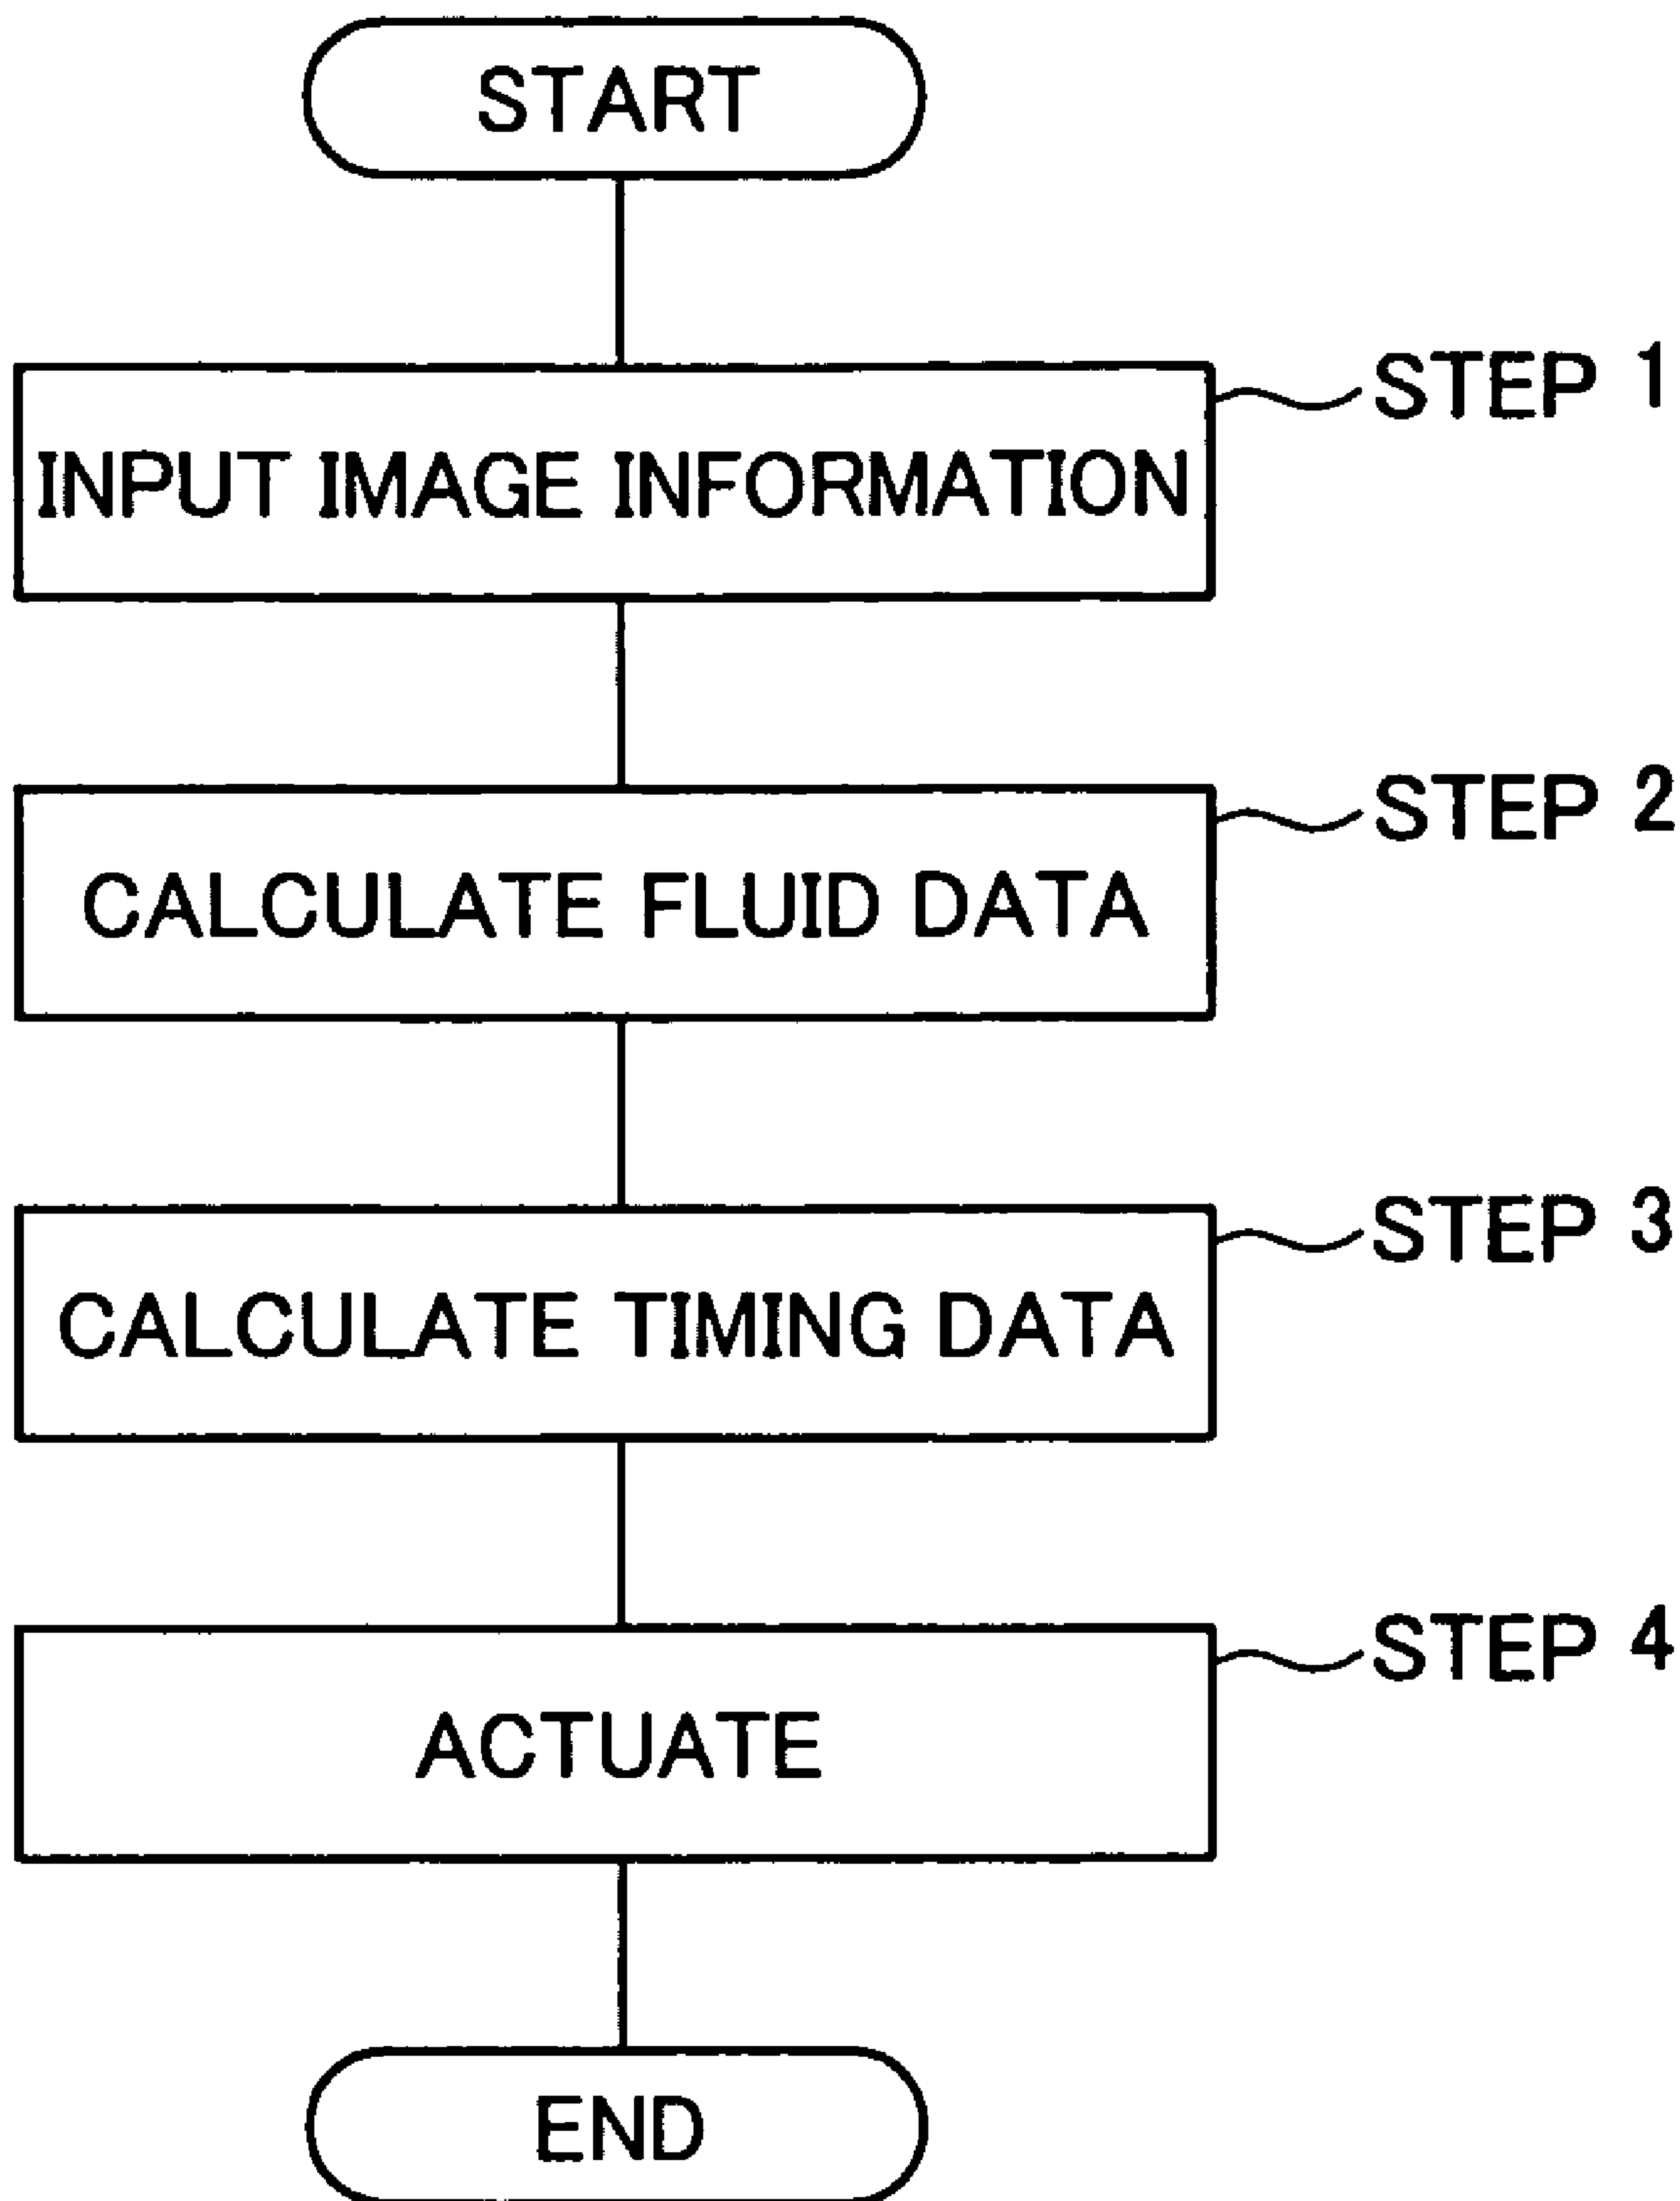 START
STEP 1
INPUT IMAGE INFORMATION
STEP 2
CALCULATE FLUID DATA
STEP 3
CALCULATE TIMING DATA
STEP 4
ACTUATE
END